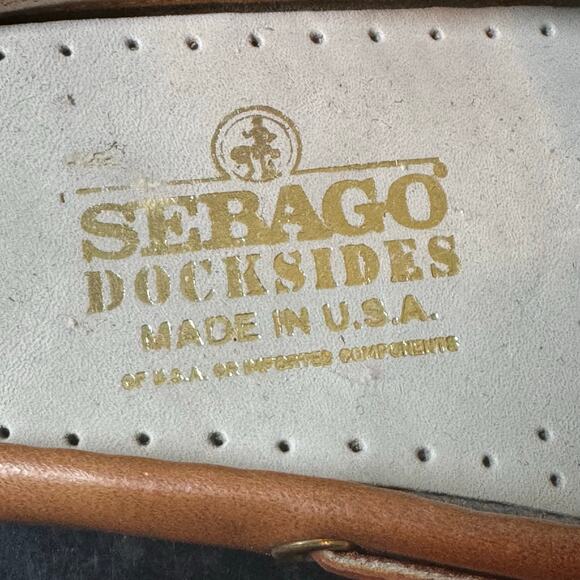 SEBAGO
DOCKSIDES
MADE IN U.S.A.
OF U.S.A. OR IMPORTED COMPONENTS